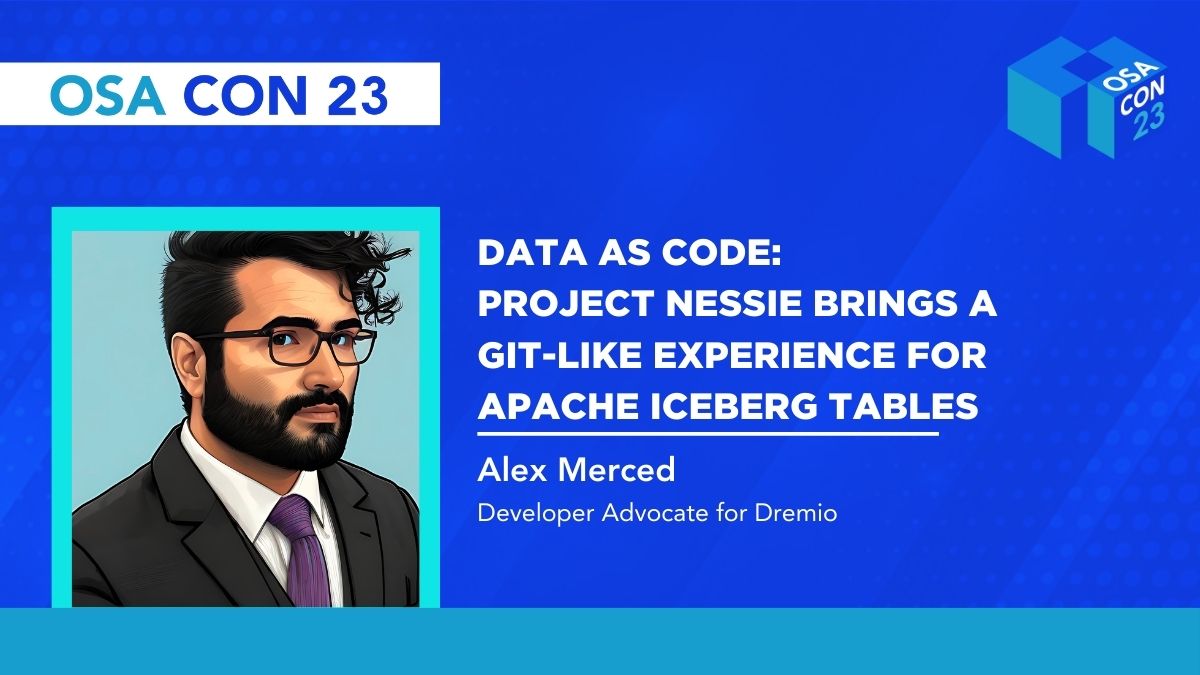 OSA CON 23
OSA
CON
23
DATA AS CODE:
PROJECT NESSIE BRINGS A
GIT-LIKE EXPERIENCE FOR
APACHE ICEBERG TABLES
Alex Merced
Developer Advocate for Dremio